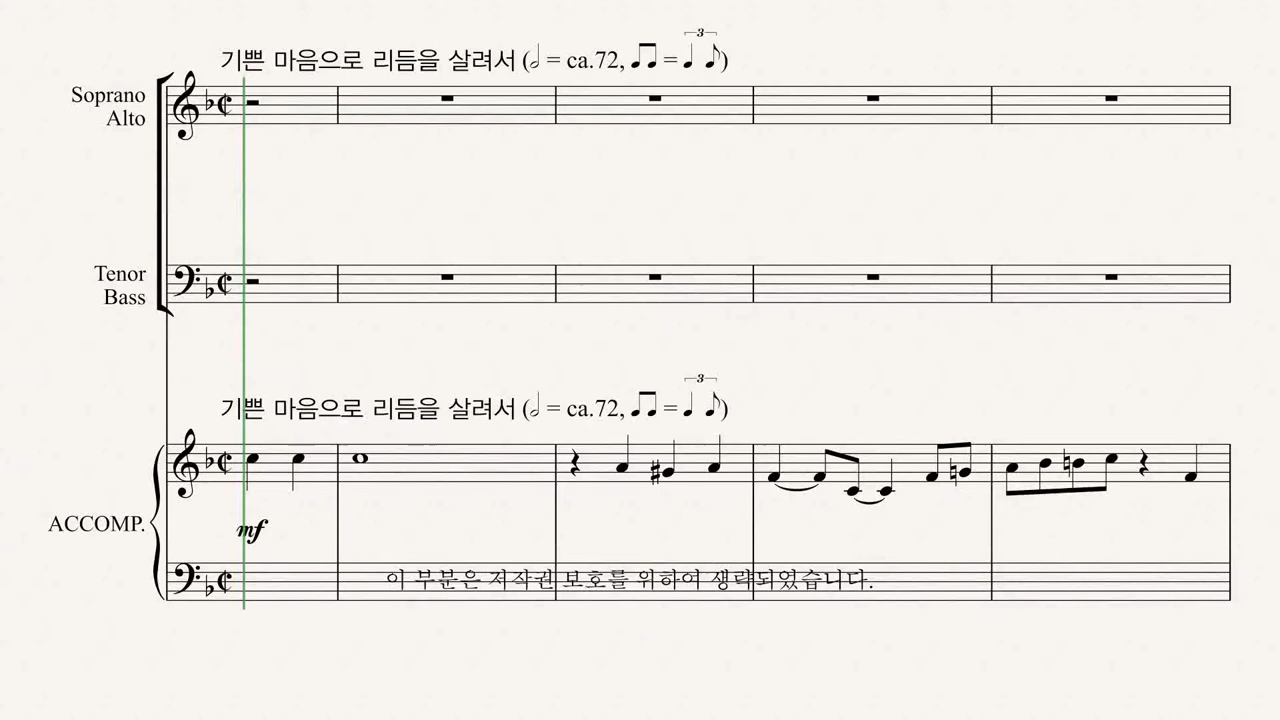 기쁜 마음으로 리듬을 살려서 (𝅗𝅥 = ca.72, ♫ = ♩ ♪)
3
Soprano
Alto
Tenor
Bass
기쁜 마음으로 리듬을 살려서 (𝅗𝅥 = ca.72, ♫ = ♩ ♪)
3
ACCOMP.
mf
이 부분은 저작권 보호를 위하여 생략되었습니다.